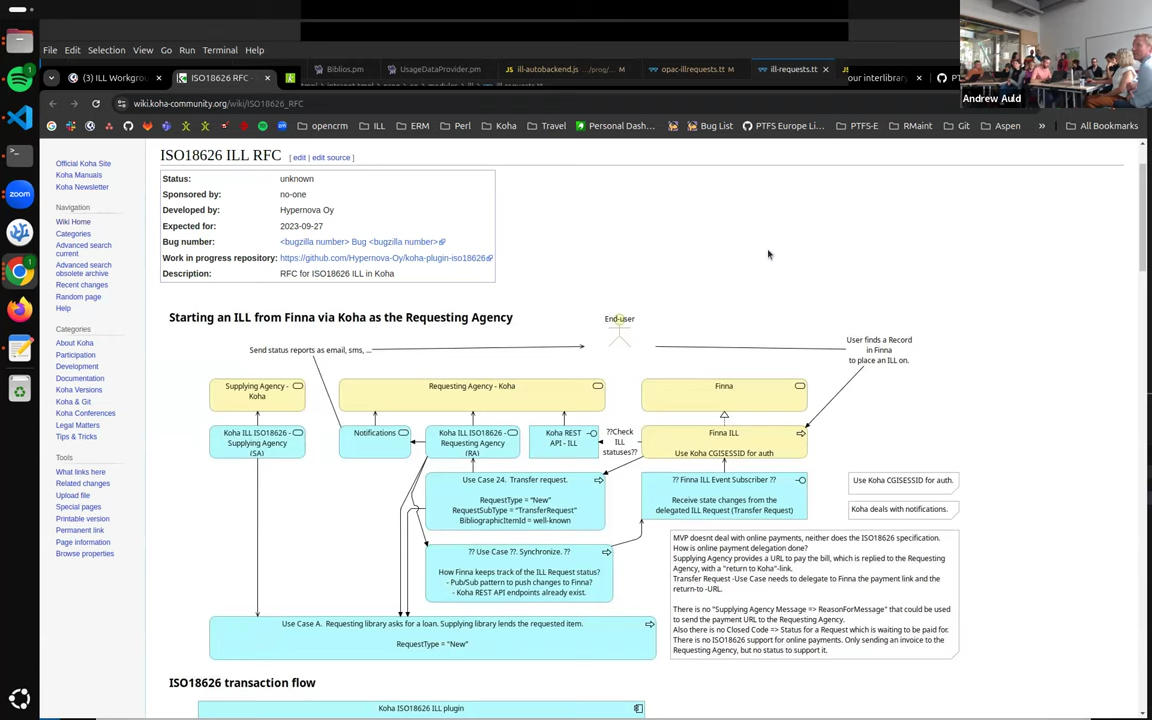 File Edit Selection View Go Run Terminal Help
Biblios.pm UsageDataProvider.pm JS ill-autobackend.js .../prog/... M opac-illrequests.tt M ill-requests.tt
(3) ILL Workgrou ISO18626 RFC - our interlibrary
wiki.koha-community.org/wiki/ISO18626_RFC
Andrew Auld
opencrm ILL ERM Perl Koha Travel Personal Dash... Bug List PTFS Europe Li... PTFS-E RMaint Git Aspen » All Bookmarks
Official Koha Site
Koha Manuals
Koha Newsletter
Navigation
Wiki Home
Categories
Advanced search
current
Advanced search
obsolete archive
Recent changes
Random page
Help
Categories
About Koha
Participation
Development
Documentation
Koha Versions
Koha & Git
Koha Conferences
Legal Matters
Tips & Tricks
Tools
What links here
Related changes
Upload file
Special pages
Printable version
Permanent link
Page information
Browse properties
ISO18626 ILL RFC [ edit | edit source ]
Status: unknown
Sponsored by: no-one
Developed by: Hypernova Oy
Expected for: 2023-09-27
Bug number: <bugzilla number> Bug <bugzilla number>
Work in progress repository: https://github.com/Hypernova-Oy/koha-plugin-iso18626
Description: RFC for ISO18626 ILL in Koha
Starting an ILL from Finna via Koha as the Requesting Agency
End-user
Send status reports as email, sms, ...
User finds a Record
in Finna
to place an ILL on.
Supplying Agency -
Koha
Requesting Agency - Koha
Finna
Koha ILL ISO18626 -
Supplying Agency
(SA)
Notifications
Koha ILL ISO18626 -
Requesting Agency
(RA)
Koha REST
API - ILL
??Check
ILL
statuses??
Finna ILL
Use Koha CGISESSID for auth
Use Case 24. Transfer request.
RequestType = "New"
RequestSubType = "TransferRequest"
BibliographicItemId = well-known
?? Finna ILL Event Subscriber ??
Receive state changes from the
delegated ILL Request (Transfer Request)
Use Koha CGISESSID for auth.
Koha deals with notifications.
?? Use Case ??. Synchronize. ??
How Finna keeps track of the ILL Request status?
- Pub/Sub pattern to push changes to Finna?
- Koha REST API endpoints already exist.
MVP doesnt deal with online payments, neither does the ISO18626 specification.
How is online payment delegation done?
Supplying Agency provides a URL to pay the bill, which is replied to the Requesting
Agency, with a "return to Koha"-link.
Transfer Request -Use Case needs to delegate to Finna the payment link and the
return-to -URL.
There is no "Supplying Agency Message => ReasonForMessage" that could be used
to send the payment URL to the Requesting Agency.
Also there is no Closed Code => Status for a Request which is waiting to be paid for.
There is no ISO18626 support for online payments. Only sending an invoice to the
Requesting Agency, but no status to support it.
Use Case A. Requesting library asks for a loan. Supplying library lends the requested item.
RequestType = "New"
ISO18626 transaction flow
Koha ISO18626 ILL plugin